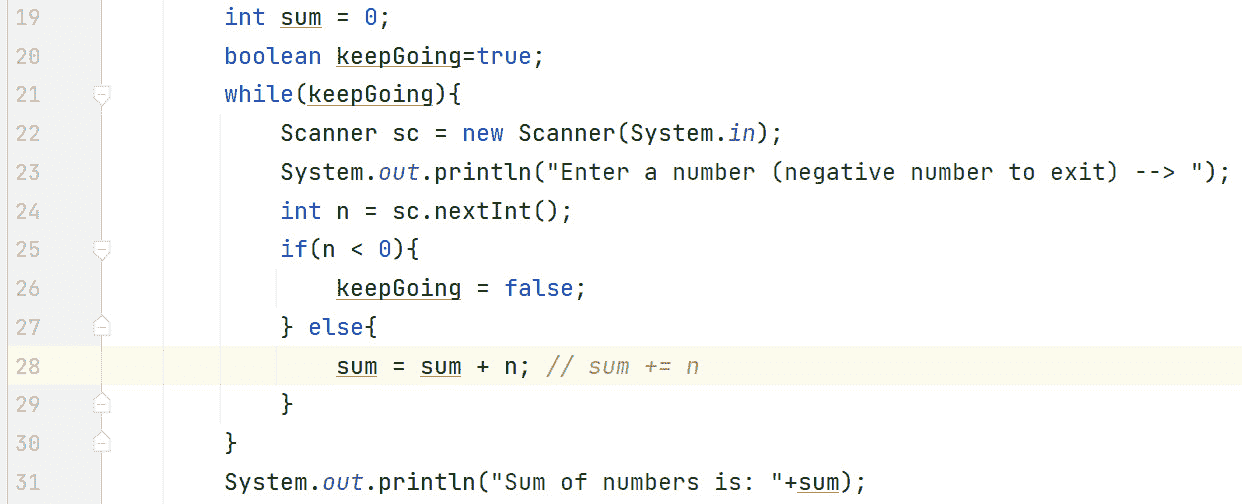 19 int sum = 0;
20 boolean keepGoing=true;
21 while(keepGoing){
22 Scanner sc = new Scanner(System.in);
23 System.out.println("Enter a number (negative number to exit) --> ");
24 int n = sc.nextInt();
25 if(n < 0){
26 keepGoing = false;
27 } else{
28 sum = sum + n; // sum += n
29 }
30 }
31 System.out.println("Sum of numbers is: "+sum);